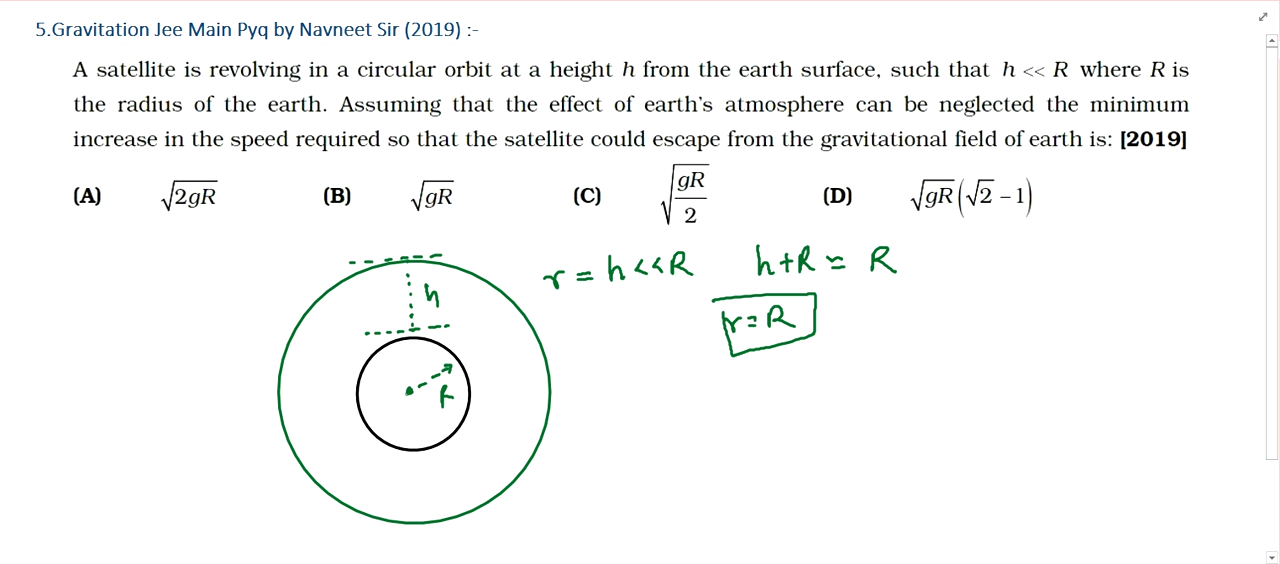 5.Gravitation Jee Main Pyq by Navneet Sir (2019) :-
A satellite is revolving in a circular orbit at a height h from the earth surface, such that h << R where R is
the radius of the earth. Assuming that the effect of earth's atmosphere can be neglected the minimum
increase in the speed required so that the satellite could escape from the gravitational field of earth is: [2019]
(A) √2gR (B) √gR (C) √(gR/2) (D) √gR(√2 - 1)
r = h<<R h+R ≃ R
h
r=R